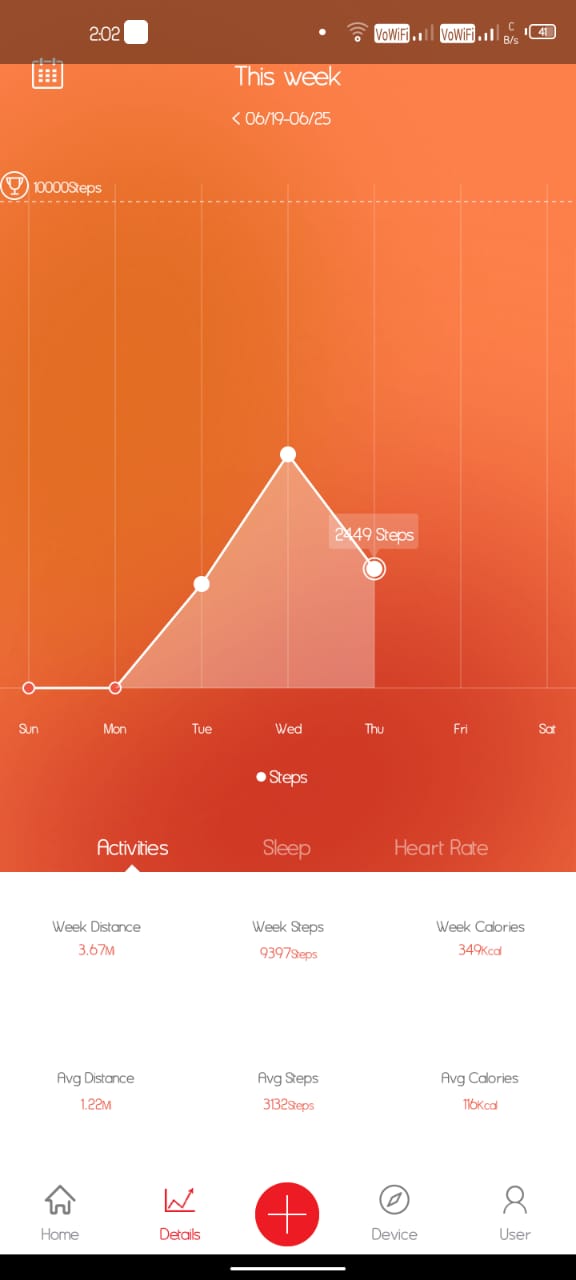 2:02
VoWiFi
VoWiFi
C
B/s
41
This week
< 06/19-06/25
10000Steps
2449 Steps
Sun Mon Tue Wed Thu Fri Sat
Steps
Activities Sleep Heart Rate
Week Distance Week Steps Week Calories
3.67M 9397Steps 349Kcal
Avg Distance Avg Steps Avg Calories
1.22M 3132Steps 116Kcal
Home Details Device User